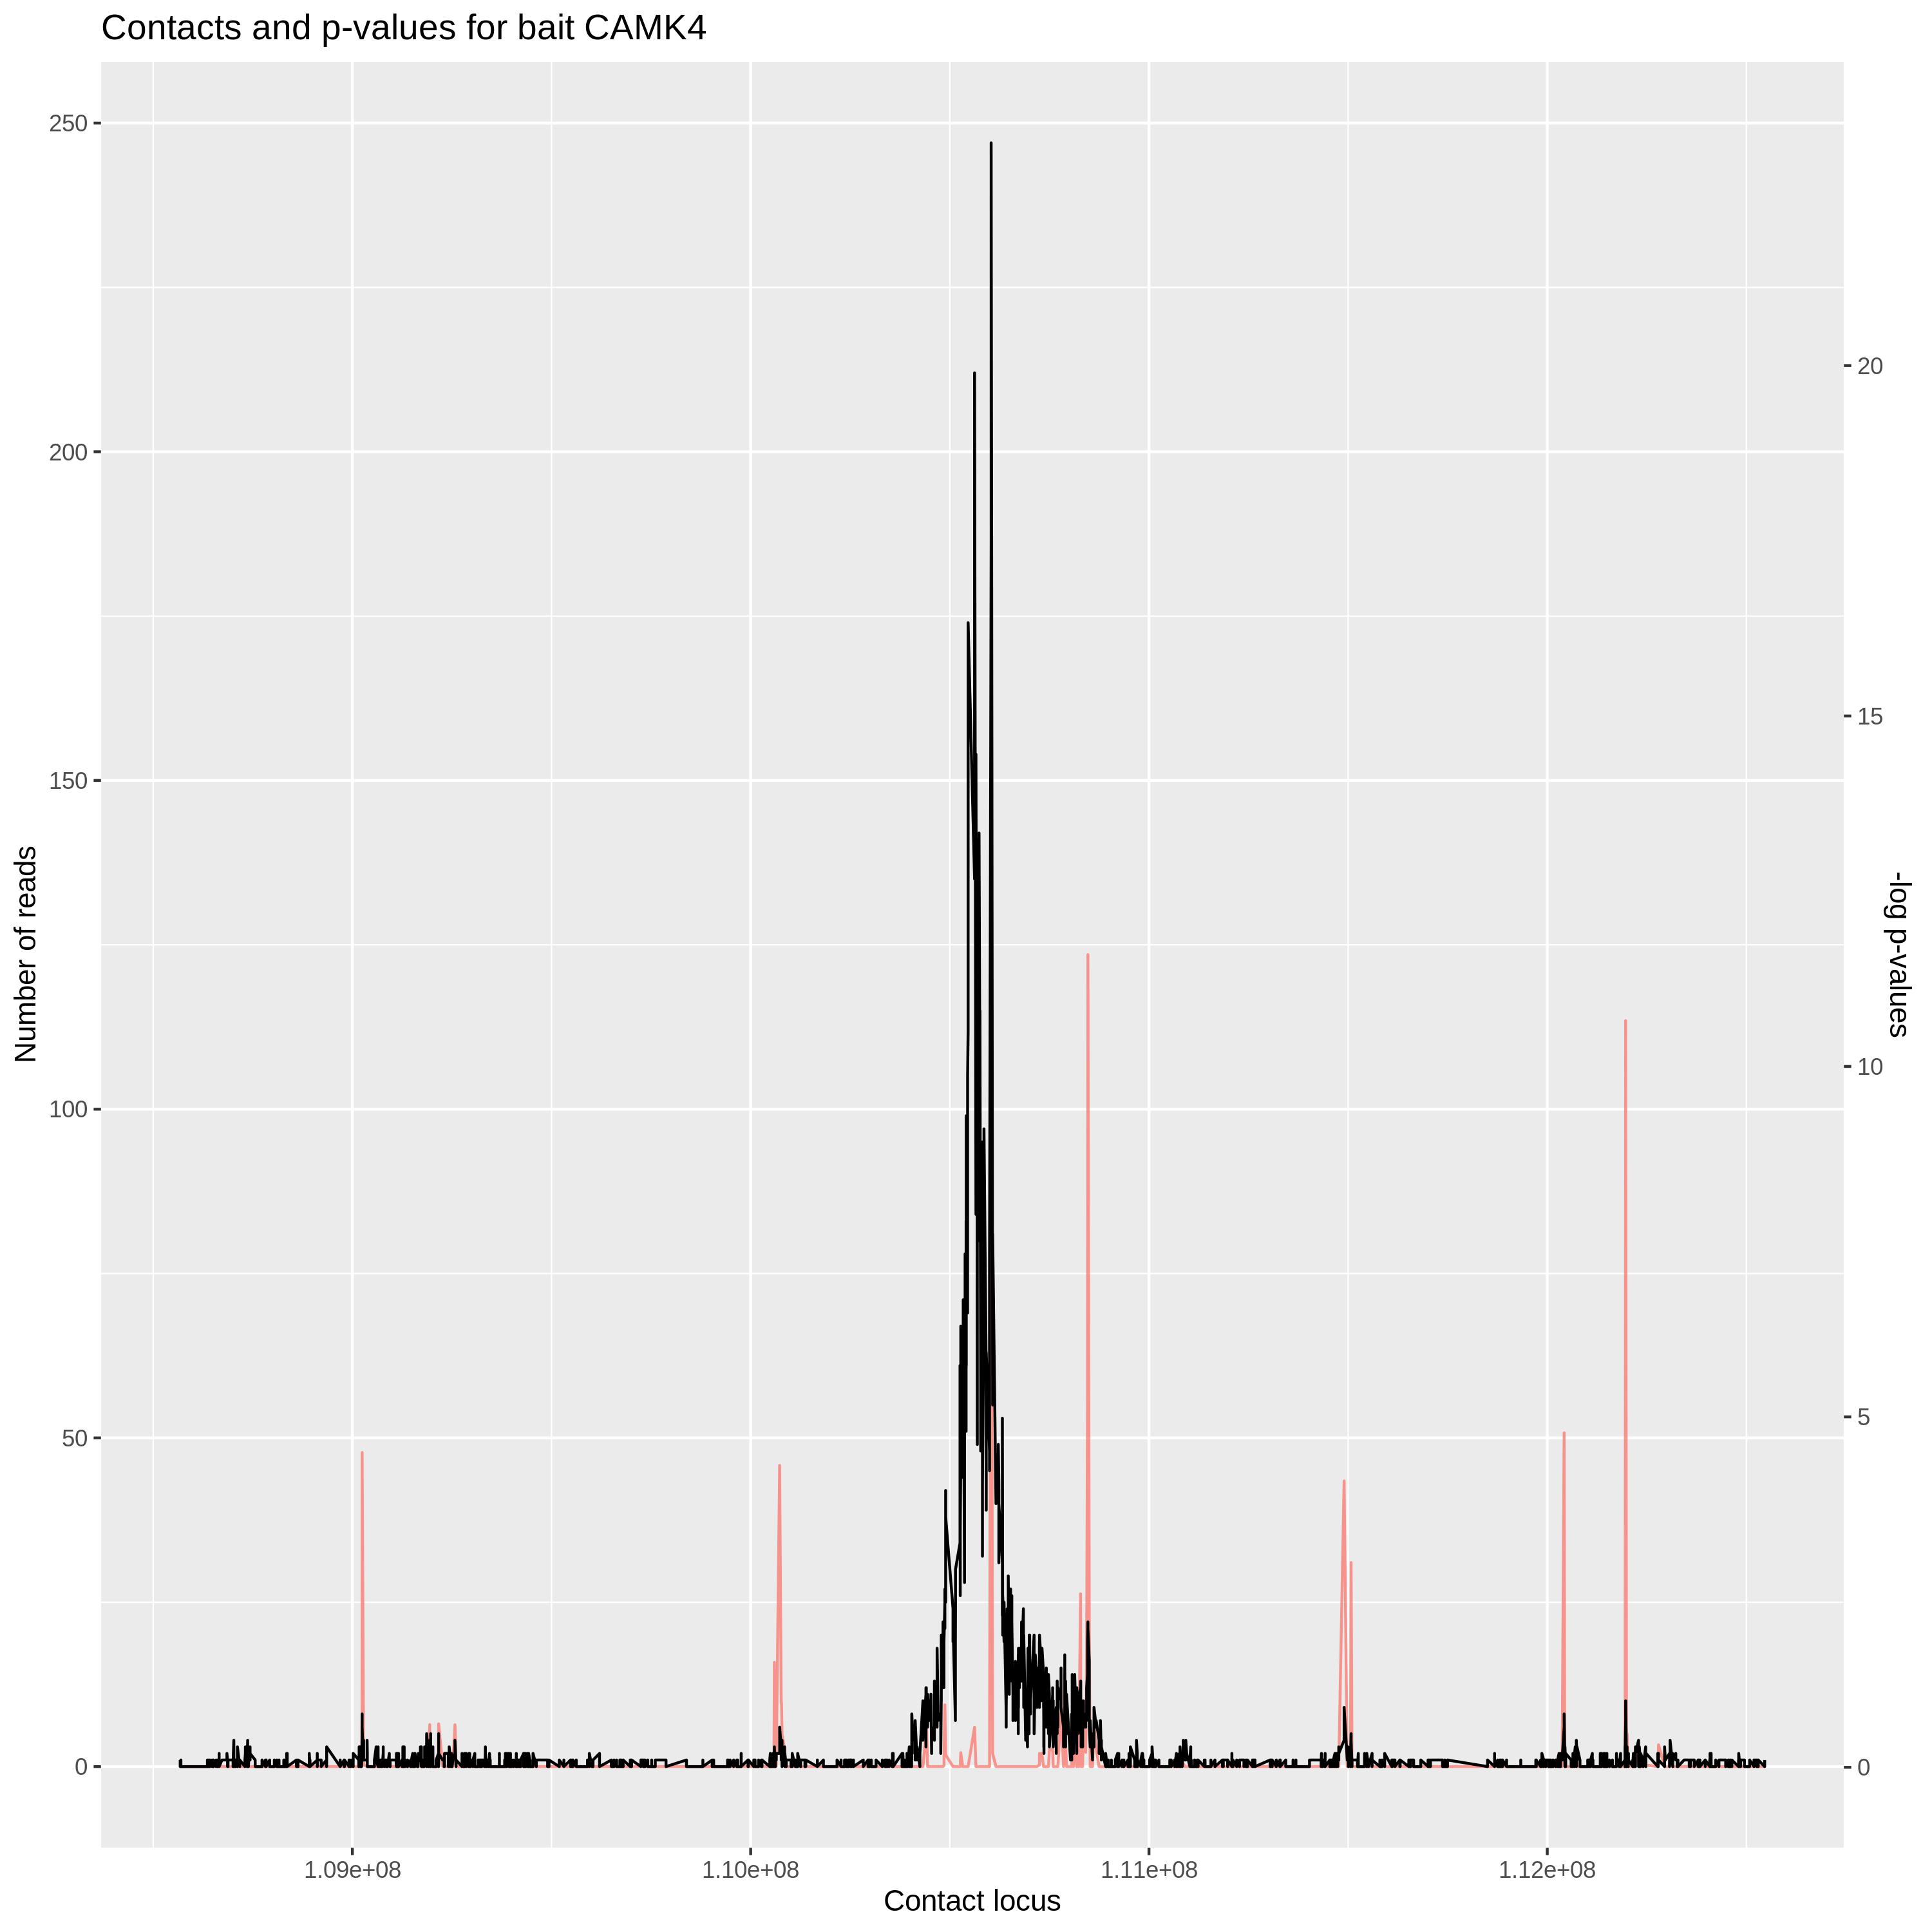 Contacts and p-values for bait CAMK4
250
200
150
100
50
0
Number of reads
20
15
10
5
0
-log p-values
1.09e+08
1.10e+08
1.11e+08
1.12e+08
Contact locus